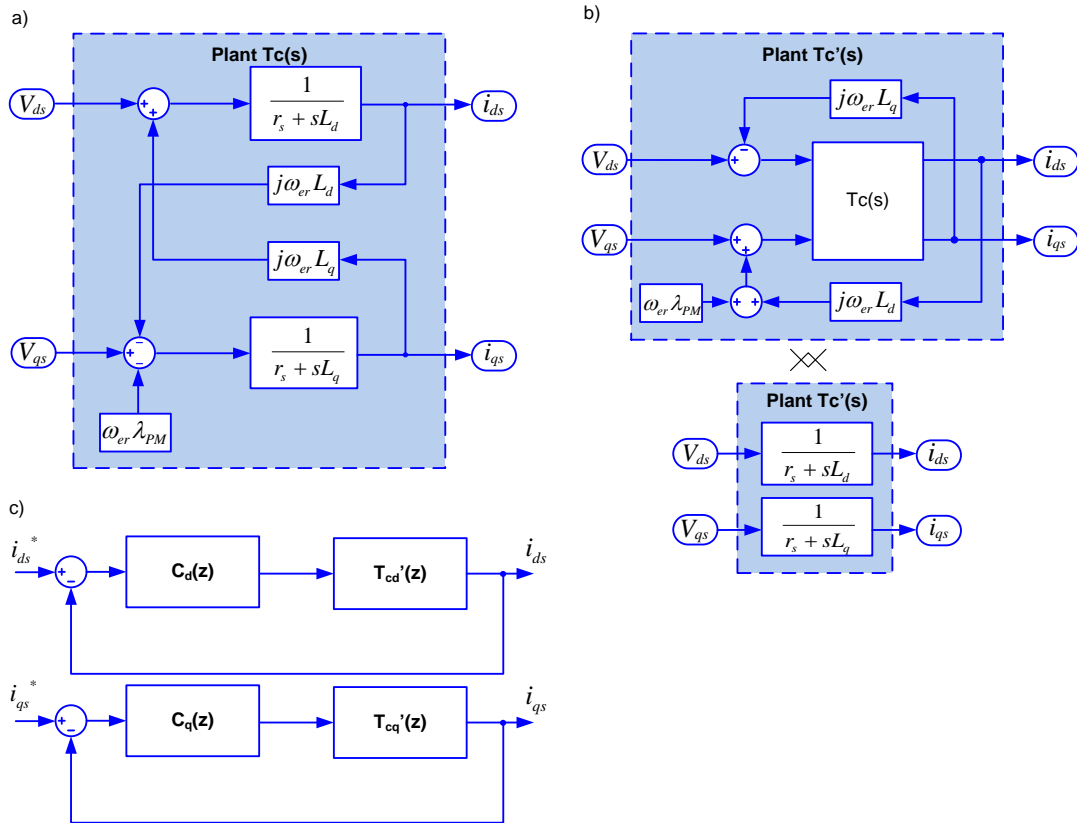 a)
Plant Tc(s)
V_ds
+
+
1
r_s + sL_d
i_ds
jω_er L_d
jω_er L_q
V_qs
+
−
−
1
r_s + sL_q
i_qs
ω_er λ_PM
b)
Plant Tc’(s)
jω_er L_q
V_ds
+
−
Tc(s)
i_ds
V_qs
+
+
i_qs
ω_er λ_PM
+
+
jω_er L_d
Plant Tc’(s)
V_ds
1
r_s + sL_d
i_ds
V_qs
1
r_s + sL_q
i_qs
c)
i_ds*
+
−
C_d(z)
T_cd’(z)
i_ds
i_qs*
+
−
C_q(z)
T_cq’(z)
i_qs